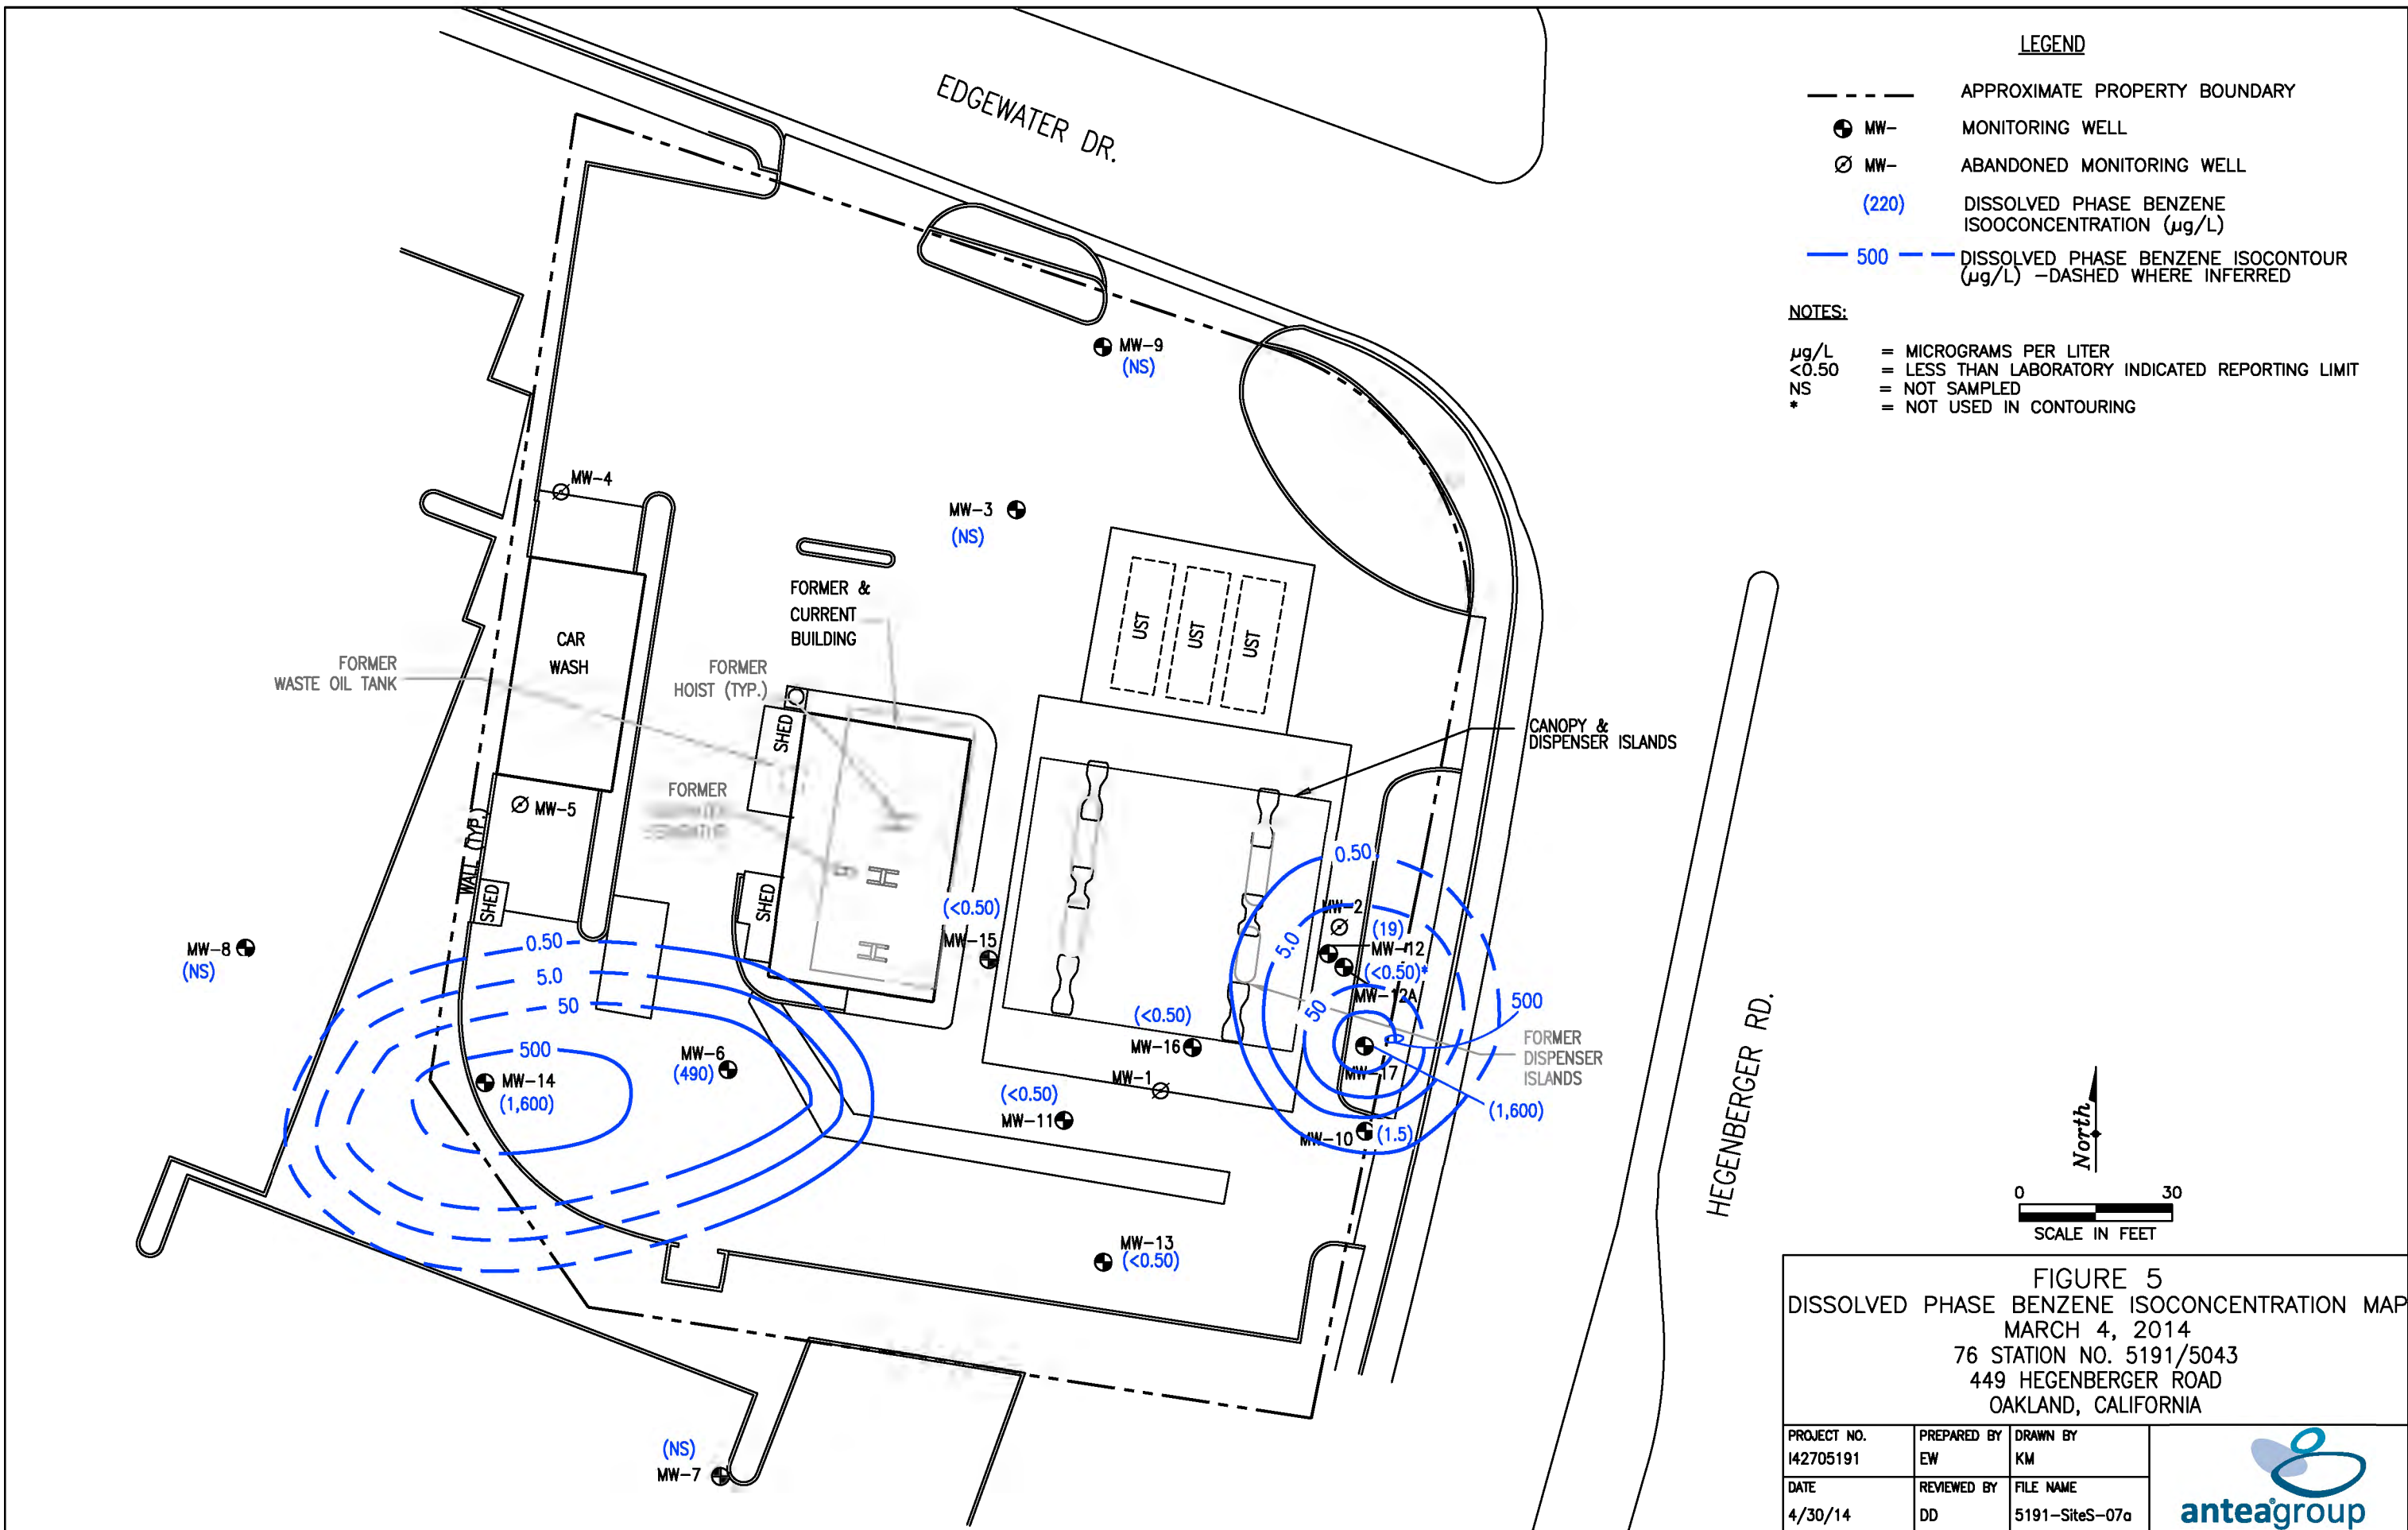 EDGEWATER DR.
LEGEND
APPROXIMATE PROPERTY BOUNDARY
MW-
MONITORING WELL
MW-
ABANDONED MONITORING WELL
(220)
DISSOLVED PHASE BENZENE
ISOOCONCENTRATION (µg/L)
500
DISSOLVED PHASE BENZENE ISOCONTOUR
(µg/L) -DASHED WHERE INFERRED
NOTES:
µg/L = MICROGRAMS PER LITER
<0.50 = LESS THAN LABORATORY INDICATED REPORTING LIMIT
NS = NOT SAMPLED
* = NOT USED IN CONTOURING
MW-9
(NS)
MW-4
MW-3
(NS)
FORMER &
CURRENT
BUILDING
UST
UST
UST
CAR
WASH
FORMER
WASTE OIL TANK
FORMER
HOIST (TYP.)
SHED
CANOPY &
DISPENSER ISLANDS
FORMER
MW-5
WALL (TYP.)
SHED
SHED
0.50
(<0.50)
MW-15
MW-2
(19)
5.0
MW-12
(<0.50)*
MW-12A
MW-8
(NS)
0.50
5.0
50
500
MW-14
(1,600)
MW-6
(490)
(<0.50)
MW-16
50
500
MW-17
FORMER
DISPENSER
ISLANDS
MW-1
(<0.50)
MW-11
(1,600)
MW-10
(1.5)
HEGENBERGER RD.
North
0 30
SCALE IN FEET
MW-13
(<0.50)
(NS)
MW-7
FIGURE 5
DISSOLVED PHASE BENZENE ISOCONCENTRATION MAP
MARCH 4, 2014
76 STATION NO. 5191/5043
449 HEGENBERGER ROAD
OAKLAND, CALIFORNIA
PROJECT NO. PREPARED BY DRAWN BY
I42705191 EW KM
DATE REVIEWED BY FILE NAME
4/30/14 DD 5191-SiteS-07a
anteagroup